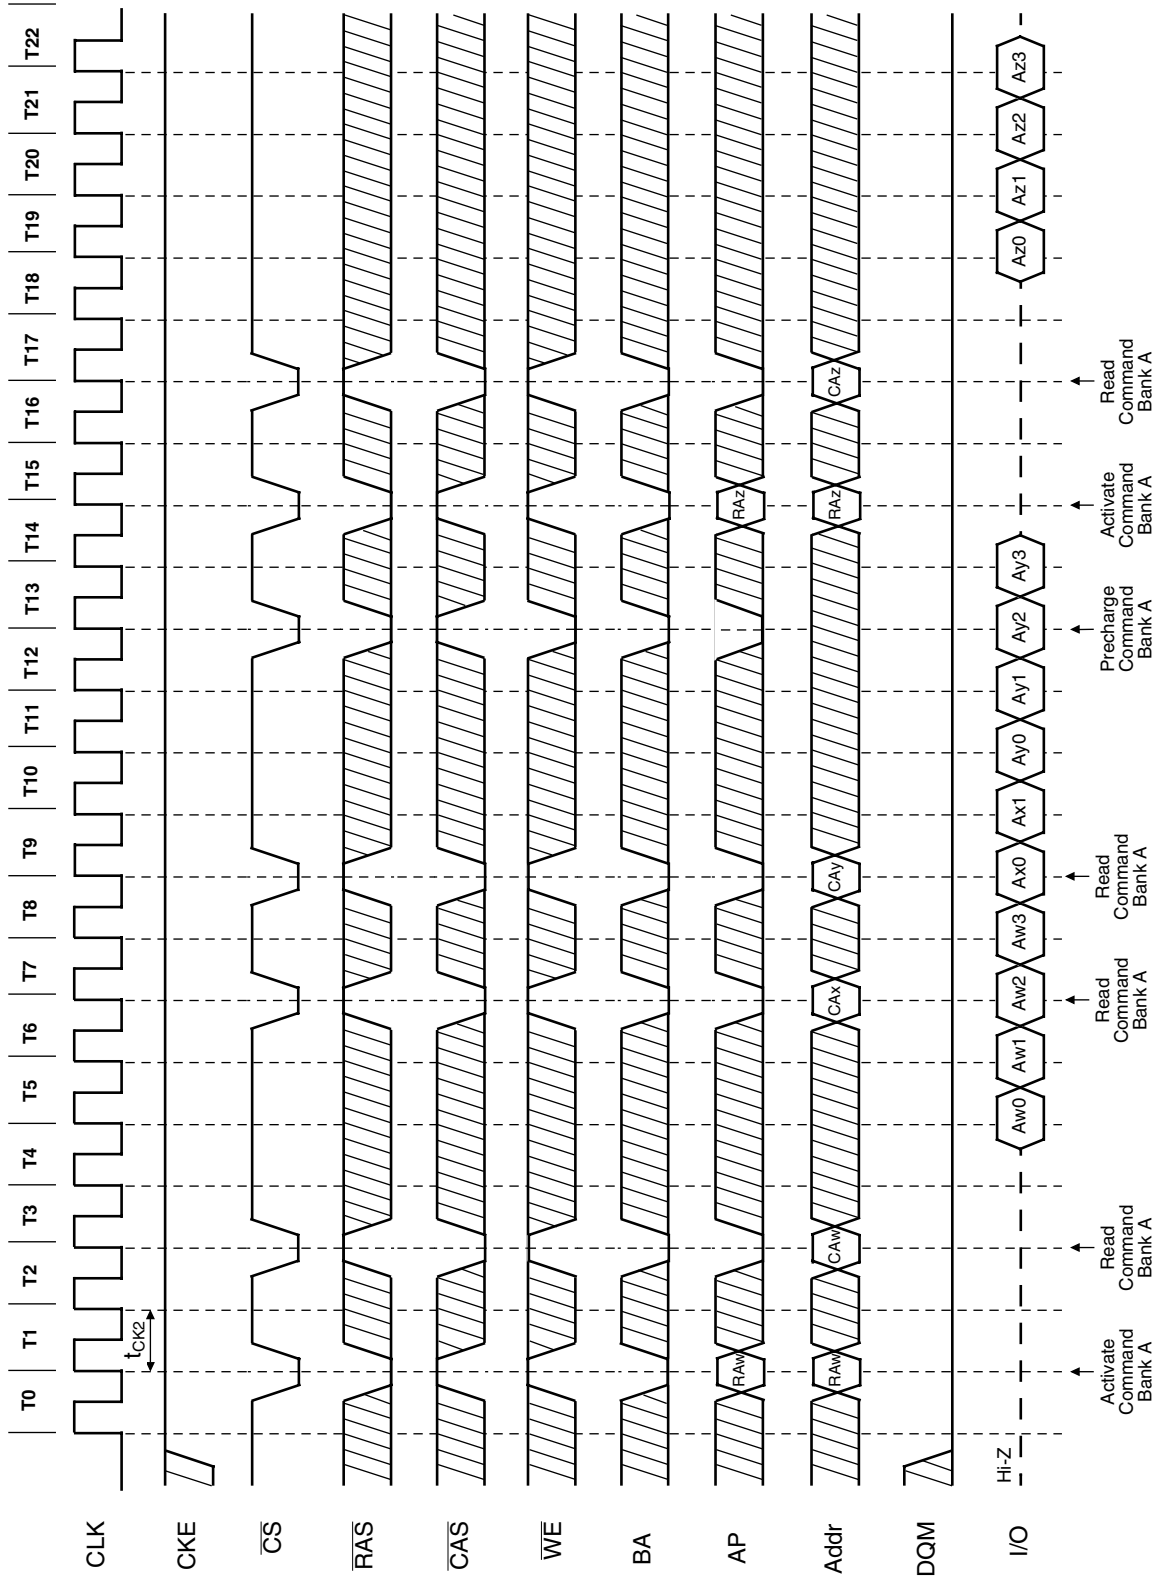 T0 T1 T2 T3 T4 T5 T6 T7 T8 T9 T10 T11 T12 T13 T14 T15 T16 T17 T18 T19 T20 T21 T22
CLK
tCK2
CKE
CS
RAS
CAS
WE
BA
AP
RAw RAz
Addr
RAw CAw CAx CAy RAz CAz
DQM
Hi-Z
I/O
Aw0 Aw1 Aw2 Aw3 Ax0 Ax1 Ay0 Ay1 Ay2 Ay3 Az0 Az1 Az2 Az3
Activate
Command
Bank A
Read
Command
Bank A
Read
Command
Bank A
Read
Command
Bank A
Precharge
Command
Bank A
Activate
Command
Bank A
Read
Command
Bank A